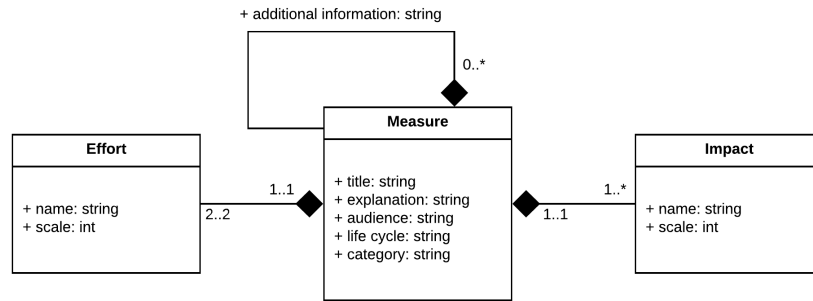 + additional information: string
0..*
Measure
+ title: string
+ explanation: string
+ audience: string
+ life cycle: string
+ category: string
Effort
+ name: string
+ scale: int
1..1
2..2
Impact
+ name: string
+ scale: int
1..*
1..1